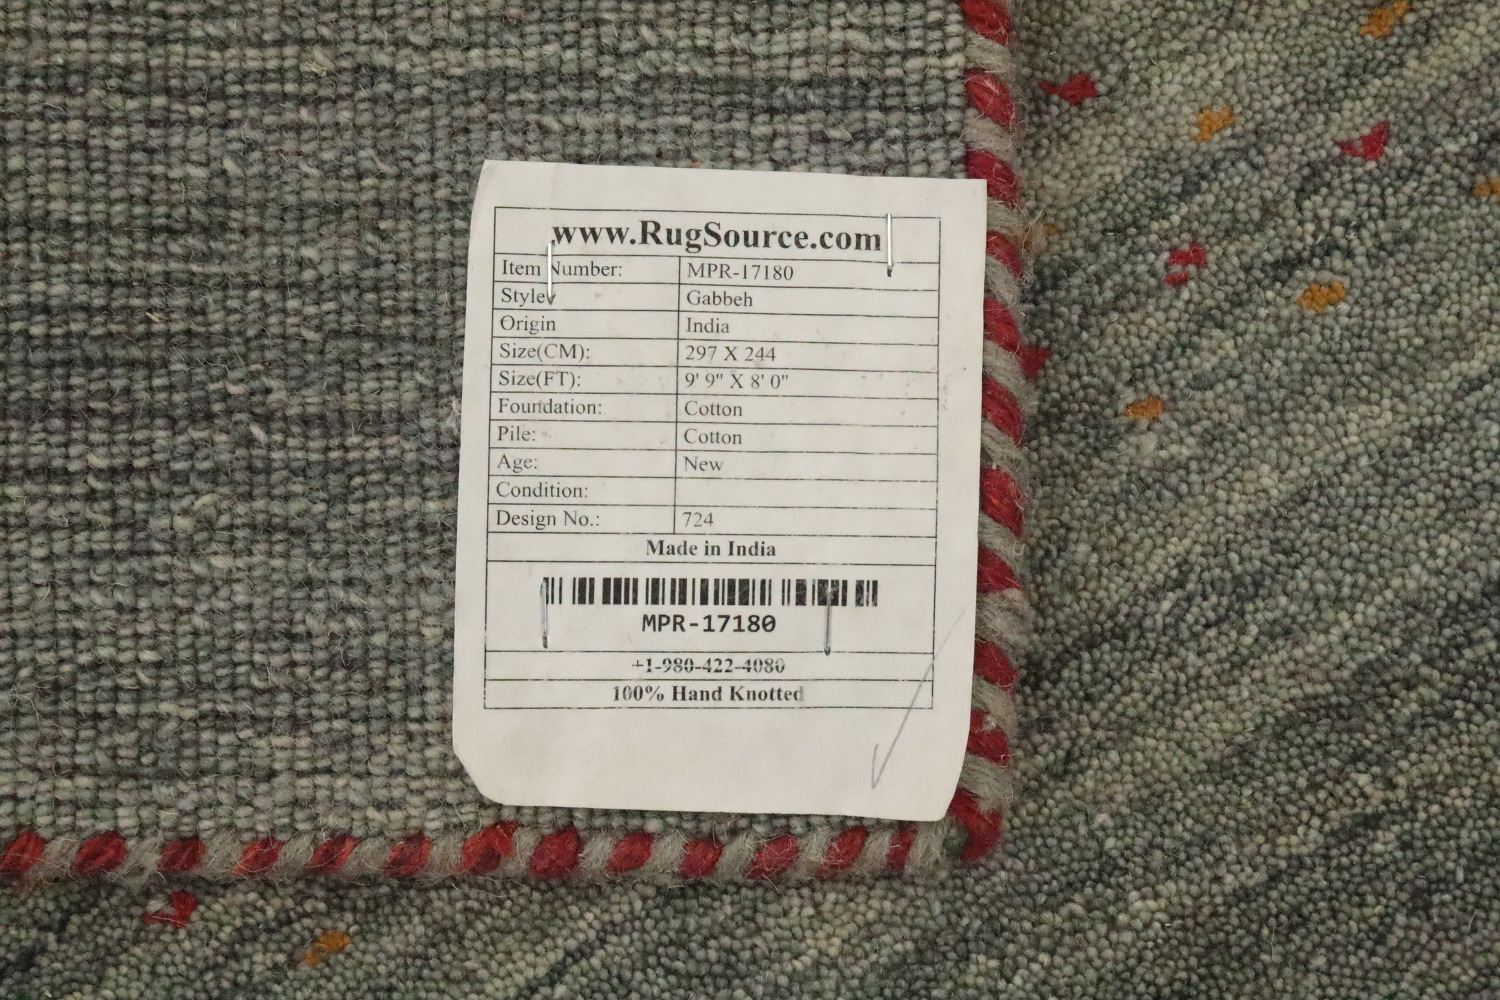 www.RugSource.com
Item Number: MPR-17180
Style: Gabbeh
Origin India
Size(CM): 297 X 244
Size(FT): 9' 9" X 8' 0"
Foundation: Cotton
Pile: Cotton
Age: New
Condition:
Design No.: 724
Made in India
MPR-17180
+1-980-422-4080
100% Hand Knotted